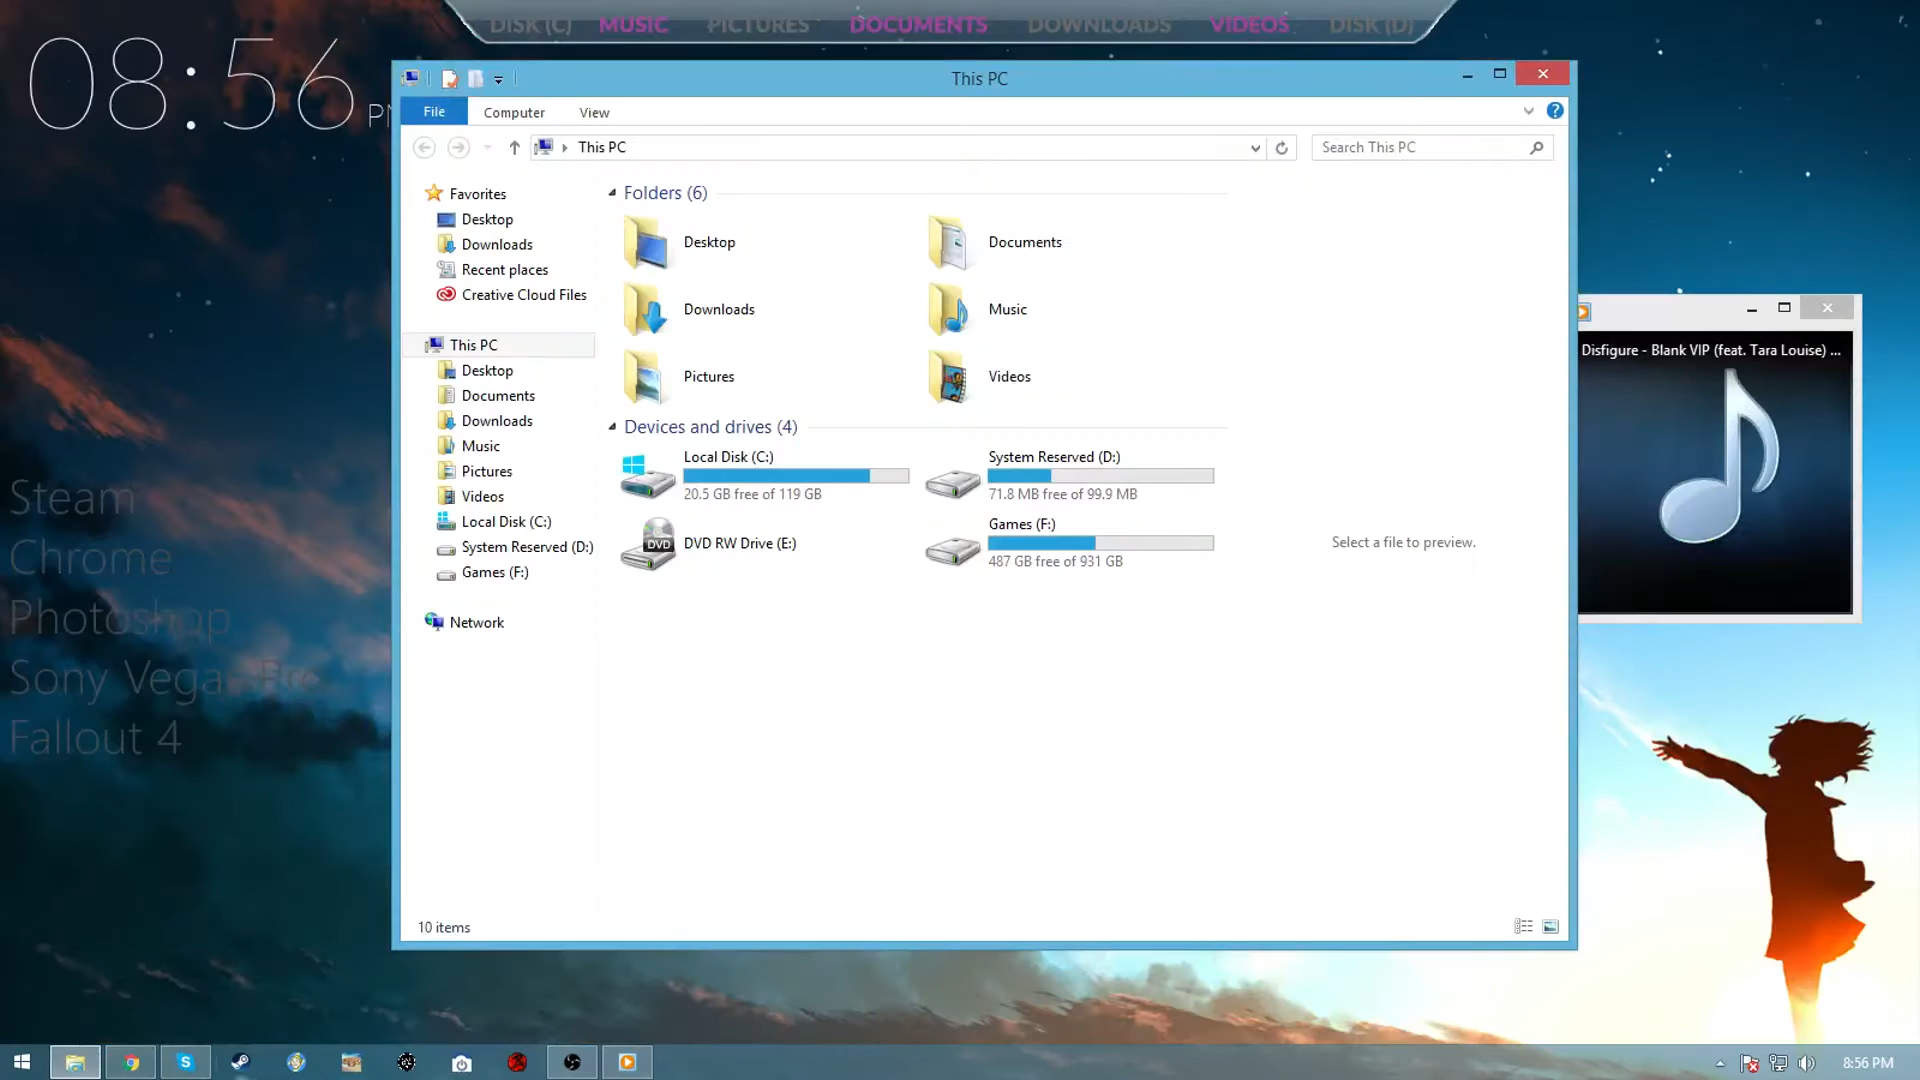 DISK (C) MUSIC PICTURES DOCUMENTS DOWNLOADS VIDEOS DISK (D)
08:56 PM
This PC
File Computer View
This PC
Search This PC
Favorites
Desktop
Downloads
Recent places
Creative Cloud Files
This PC
Desktop
Documents
Downloads
Music
Pictures
Videos
Local Disk (C:)
System Reserved (D:)
Games (F:)
Network
Folders (6)
Desktop
Documents
Downloads
Music
Pictures
Videos
Devices and drives (4)
Local Disk (C:)
20.5 GB free of 119 GB
System Reserved (D:)
71.8 MB free of 99.9 MB
DVD RW Drive (E:)
DVD
Games (F:)
487 GB free of 931 GB
Select a file to preview.
10 items
Disfigure - Blank VIP (feat. Tara Louise) ...
Steam
Chrome
Photoshop
Sony Vegas Pro
Fallout 4
8:56 PM